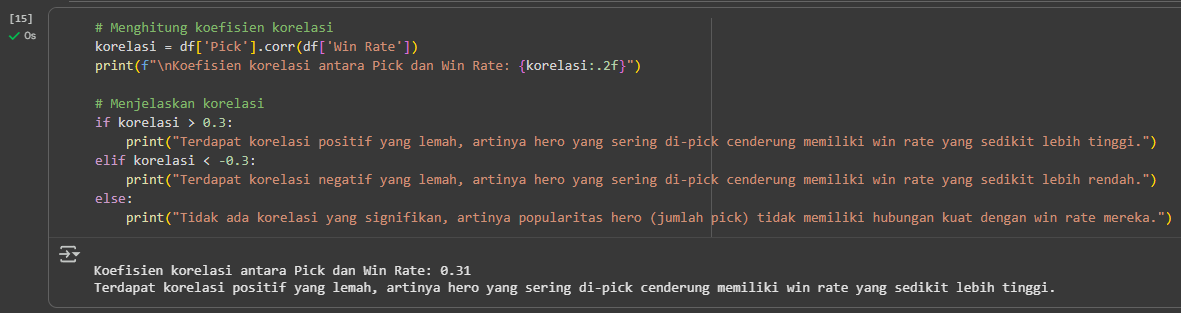 [15]
0s
# Menghitung koefisien korelasi
korelasi = df['Pick'].corr(df['Win Rate'])
print(f"\nKoefisien korelasi antara Pick dan Win Rate: {korelasi:.2f}")
# Menjelaskan korelasi
if korelasi > 0.3:
    print("Terdapat korelasi positif yang lemah, artinya hero yang sering di-pick cenderung memiliki win rate yang sedikit lebih tinggi.")
elif korelasi < -0.3:
    print("Terdapat korelasi negatif yang lemah, artinya hero yang sering di-pick cenderung memiliki win rate yang sedikit lebih rendah.")
else:
    print("Tidak ada korelasi yang signifikan, artinya popularitas hero (jumlah pick) tidak memiliki hubungan kuat dengan win rate mereka.")
Koefisien korelasi antara Pick dan Win Rate: 0.31
Terdapat korelasi positif yang lemah, artinya hero yang sering di-pick cenderung memiliki win rate yang sedikit lebih tinggi.